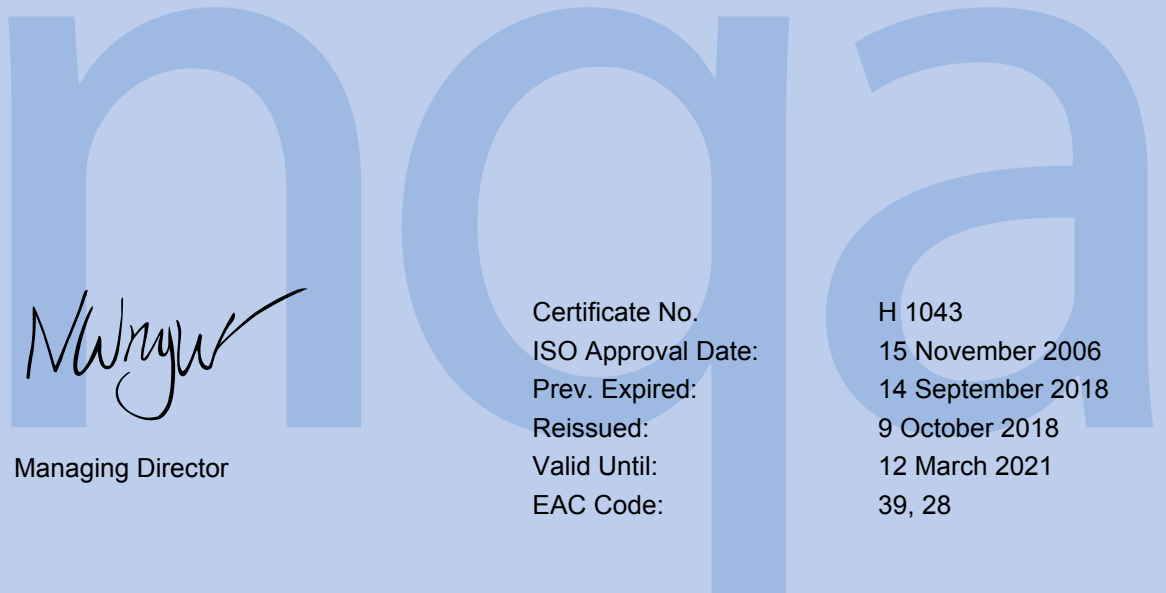 nqa
Certificate No. H 1043
ISO Approval Date: 15 November 2006
Prev. Expired: 14 September 2018
Reissued: 9 October 2018
Valid Until: 12 March 2021
EAC Code: 39, 28
Managing Director